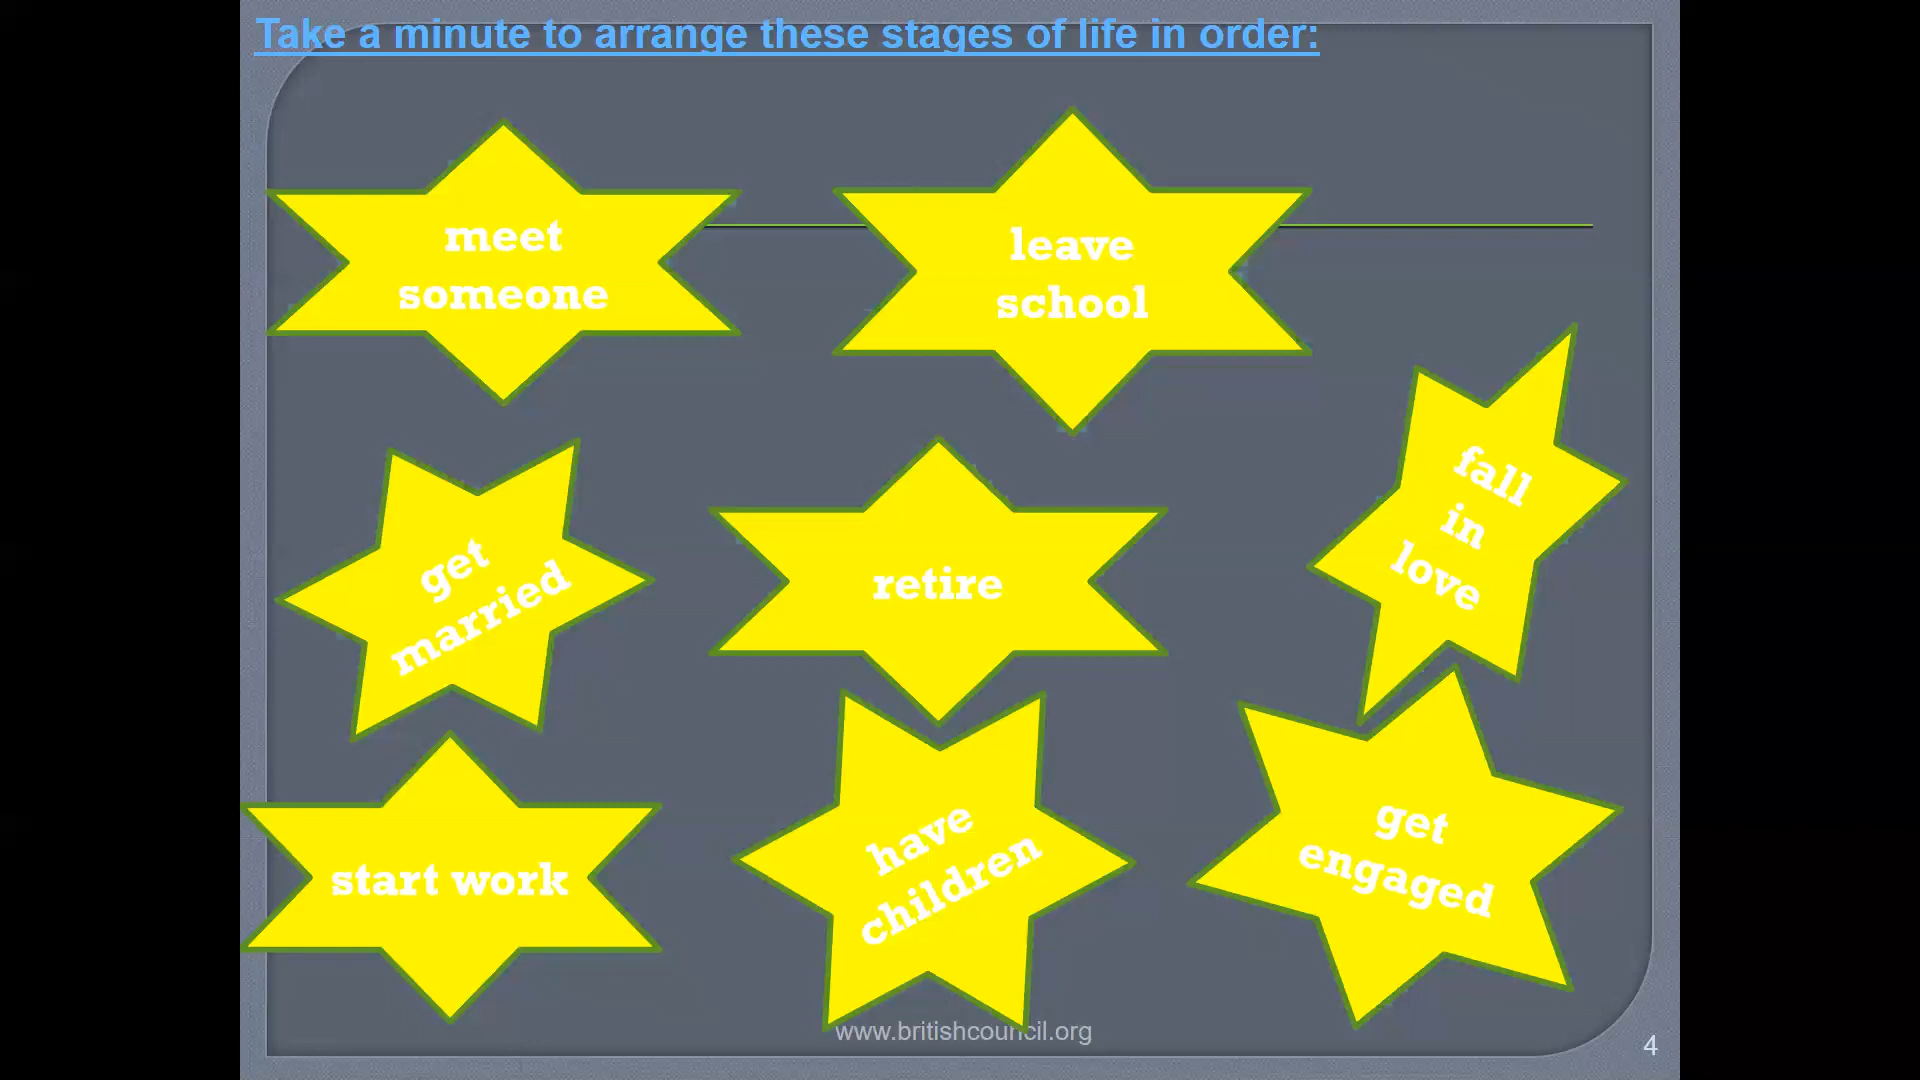 Take a minute to arrange these stages of life in order:
meet
someone
leave
school
fall
in
love
get
married
retire
start work
have
children
get
engaged
www.britishcouncil.org
4